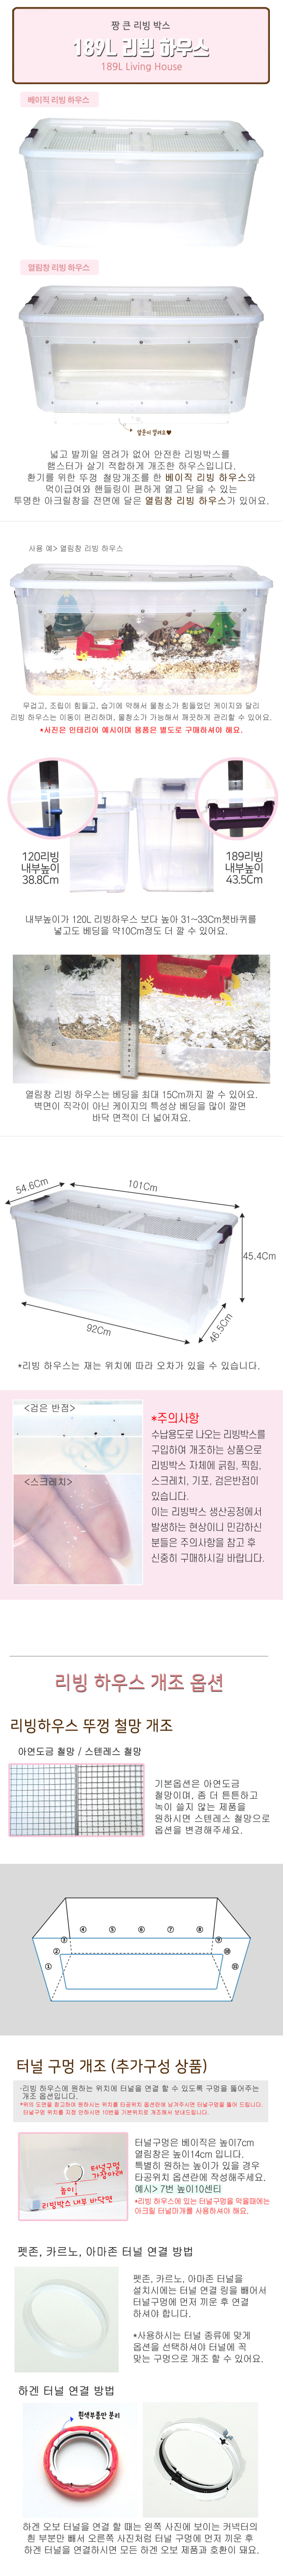 짱 큰 리빙 박스
189L 리빙 하우스
189L Living House
베이직 리빙 하우스
열림창 리빙 하우스
앞문이 열려요♥
넓고 발끼일 염려가 없어 안전한 리빙박스를
햄스터가 살기 적합하게 개조한 하우스입니다.
환기를 위한 뚜껑 철망개조를 한 베이직 리빙 하우스와
먹이급여와 핸들링이 편하게 열고 닫을 수 있는
투명한 아크릴창을 전면에 달은 열림창 리빙 하우스가 있어요.
사용 예> 열림창 리빙 하우스
무겁고, 조립이 힘들고, 습기에 약해서 물청소가 힘들었던 케이지와 달리
리빙 하우스는 이동이 편리하며, 물청소가 가능해서 깨끗하게 관리할 수 있어요.
*사진은 인테리어 예시이며 용품은 별도로 구매하셔야 해요.
120리빙
내부높이
38.8Cm
189리빙
내부높이
43.5Cm
내부높이가 120L 리빙하우스 보다 높아 31~33Cm쳇바퀴를
넣고도 베딩을 약10Cm정도 더 깔 수 있어요.
열림창 리빙 하우스는 베딩을 최대 15Cm까지 깔 수 있어요.
벽면이 직각이 아닌 케이지의 특성상 베딩을 많이 깔면
바닥 면적이 더 넓어져요.
54.6Cm
101Cm
45.4Cm
92Cm
46.5Cm
*리빙 하우스는 재는 위치에 따라 오차가 있을 수 있습니다.
<검은 반점>
<스크레치>
*주의사항
수납용도로 나오는 리빙박스를
구입하여 개조하는 상품으로
리빙박스 자체에 긁힘, 찍힘,
스크레치, 기포, 검은반점이
있습니다.
이는 리빙박스 생산공정에서
발생하는 현상이니 민감하신
분들은 주의사항을 참고 후
신중히 구매하시길 바랍니다.
리빙 하우스 개조 옵션
리빙하우스 뚜껑 철망 개조
아연도금 철망 / 스텐레스 철망
기본옵션은 아연도금
철망이며, 좀 더 튼튼하고
녹이 쓸지 않는 제품을
원하시면 스텐레스 철망으로
옵션을 변경해주세요.
④ ⑤ ⑥ ⑦ ⑧
③ ⑨
② ⑩
① ⑪
터널 구멍 개조 (추가구성 상품)
·리빙 하우스에 원하는 위치에 터널을 연결 할 수 있도록 구멍을 뚫어주는
개조 옵션입니다.
*위의 도면을 참고하여 원하시는 위치를 타공위치 옵션란에 남겨주시면 터널구멍을 뚫어 드립니다.
터널구멍 위치를 지정 안하시면 10번을 기본위치로 개조해서 보내드립니다.
터널구멍
가장아래
높이
리빙박스 내부 바닥면
터널구멍은 베이직은 높이7cm
열림창은 높이14cm 입니다.
특별히 원하는 높이가 있을 경우
타공위치 옵션란에 작성해주세요.
예시> 7번 높이10센티
*리빙 하우스에 있는 터널구멍을 막을때에는
아크릴 터널마개를 사용하셔야 해요.
펫존, 카르노, 아마존 터널 연결 방법
펫존, 카르노, 아마존 터널을
설치시에는 터널 연결 링을 빼어서
터널구멍에 먼저 끼운 후 연결
하셔야 합니다.
*사용하시는 터널 종류에 맞게
옵션을 선택하셔야 터널에 꼭
맞는 구멍으로 개조 할 수 있어요.
하겐 터널 연결 방법
흰색부품만 분리
하겐 오보 터널을 연결 할 때는 왼쪽 사진에 보이는 커넥터의
흰 부분만 빼서 오른쪽 사진처럼 터널 구멍에 먼저 끼운 후
하겐 터널을 연결하시면 모든 하겐 오보 제품과 호환이 돼요.